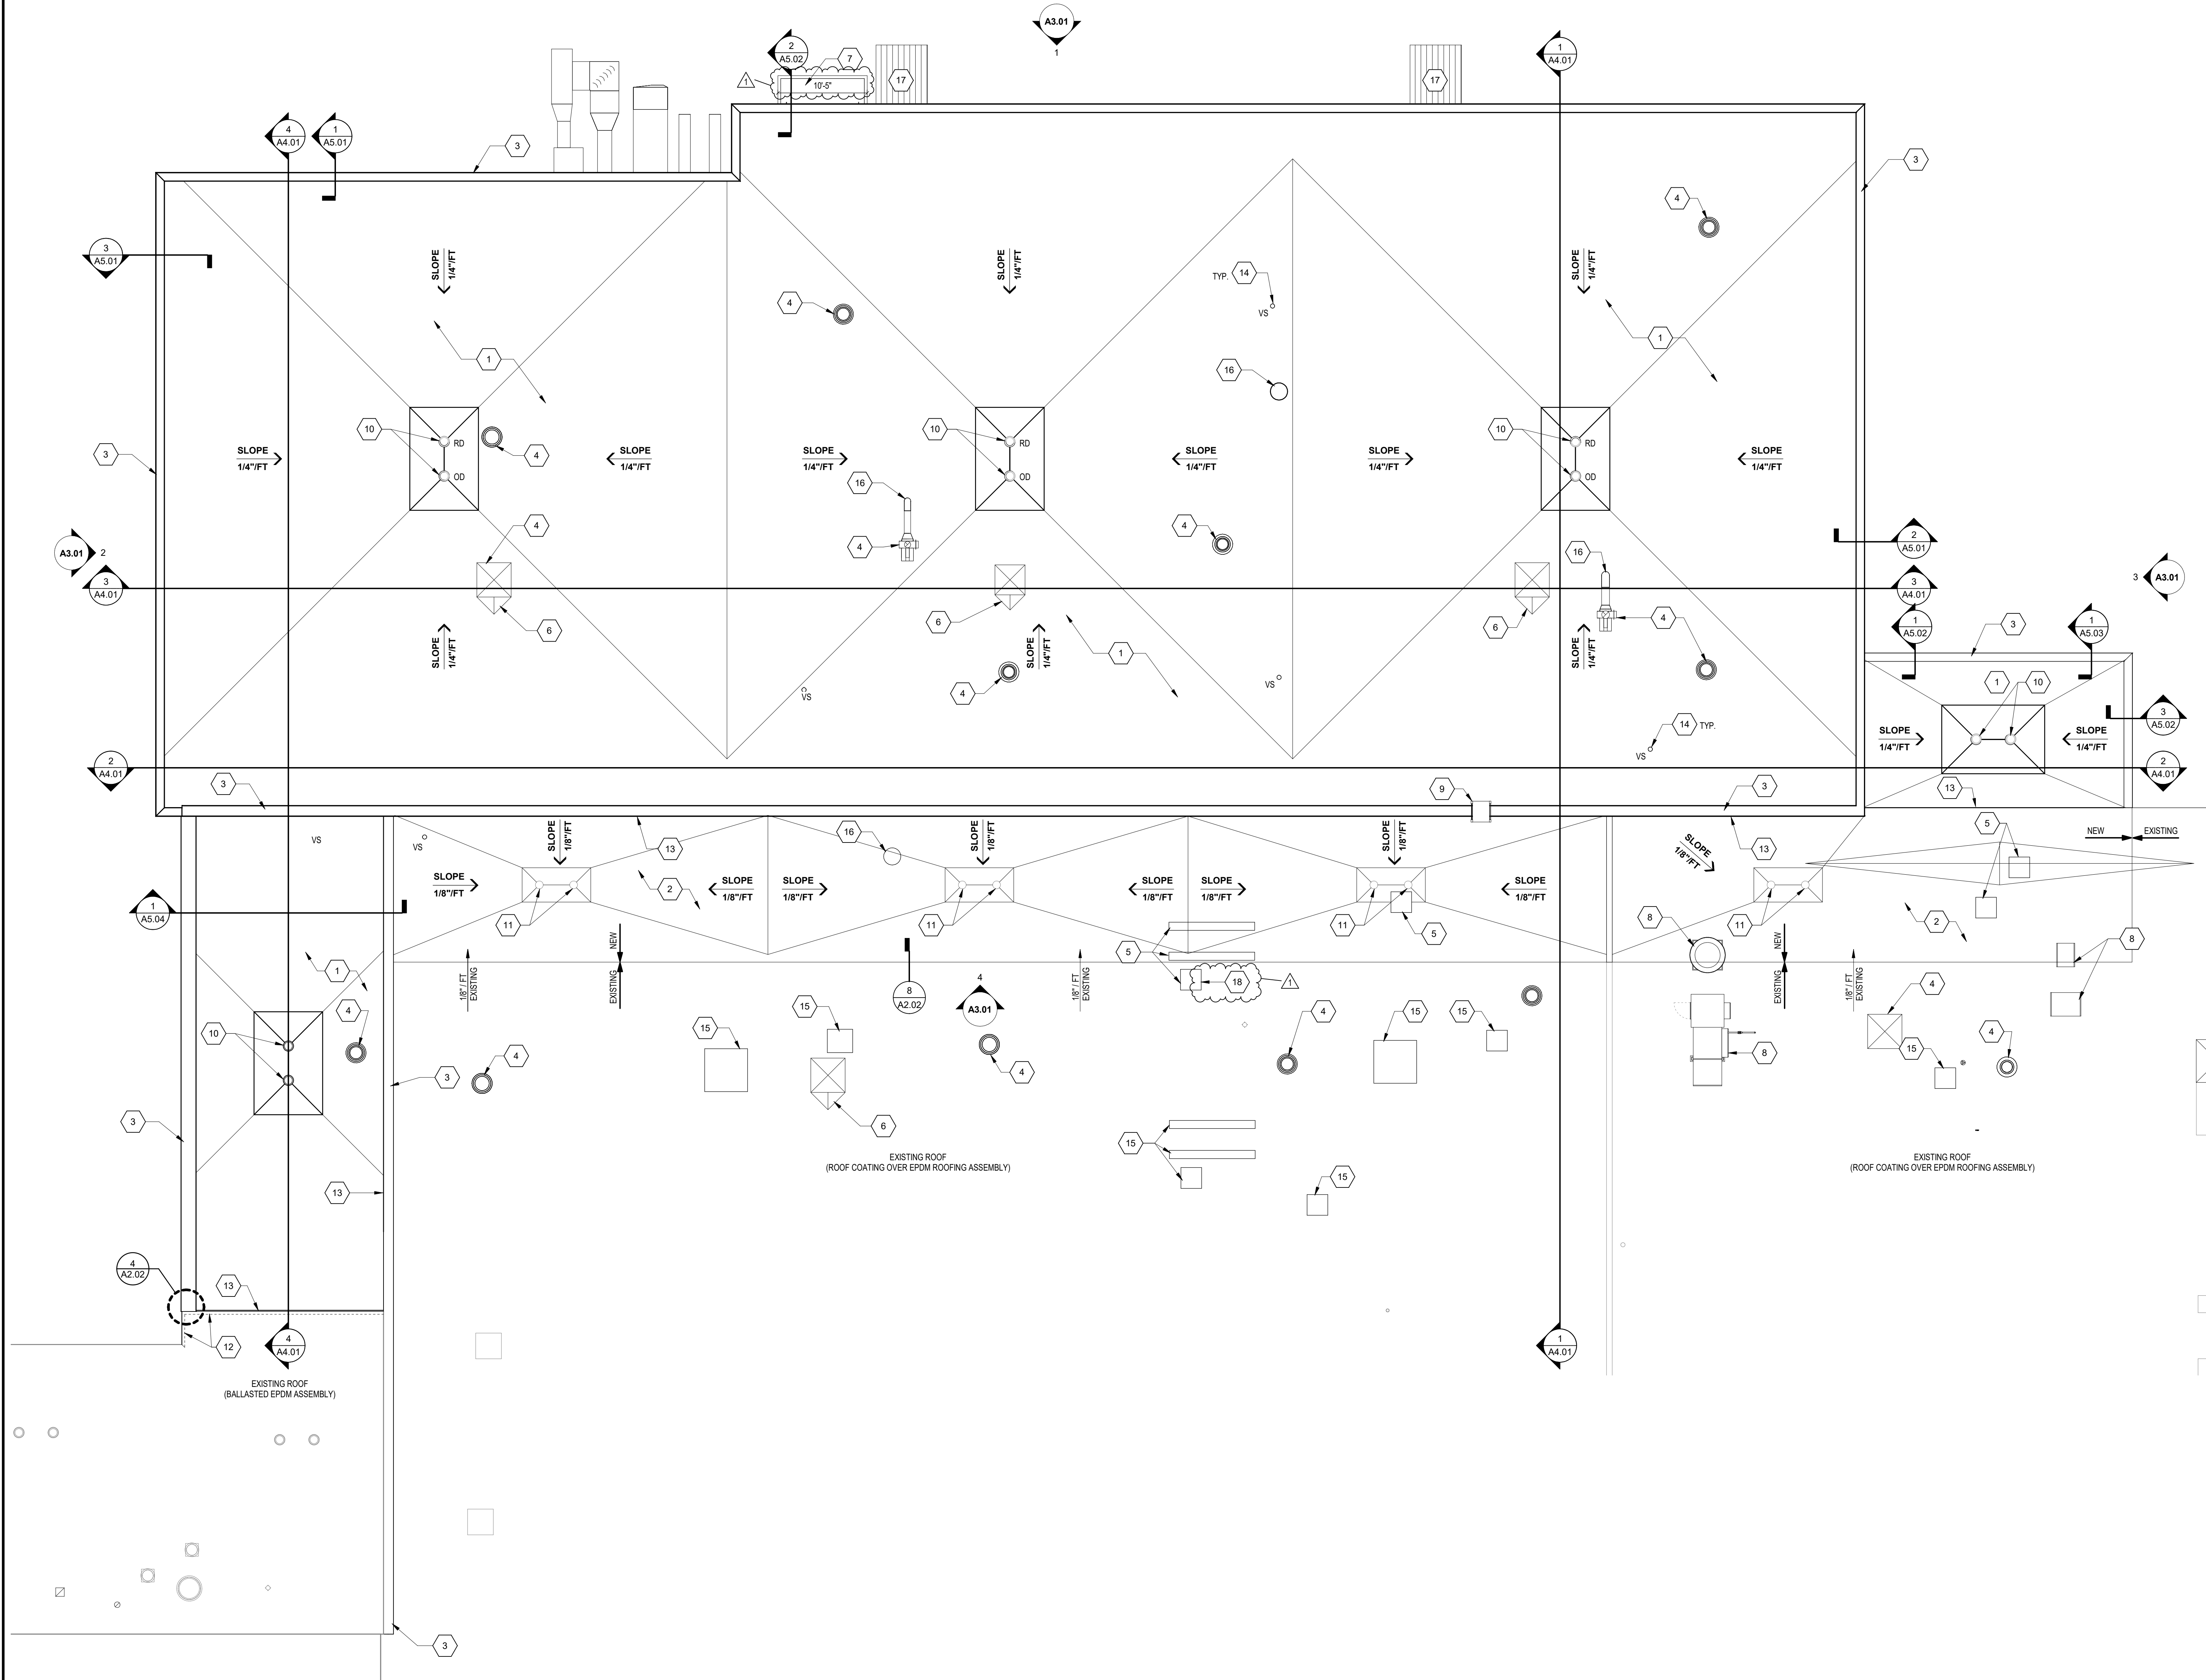 A3.01
1
2
A5.02
7
1
10'-5"
17
17
1
A4.01
4
A4.01
1
A5.01
3
3
4
3
A5.01
SLOPE
1/4"/FT
SLOPE
1/4"/FT
SLOPE
1/4"/FT
TYP.
14
VS
4
1
1
16
3
10
RD
OD
4
10
RD
OD
10
RD
OD
SLOPE
1/4"/FT
SLOPE
1/4"/FT
SLOPE
1/4"/FT
SLOPE
1/4"/FT
SLOPE
1/4"/FT
SLOPE
1/4"/FT
16
4
4
4
16
A3.01
2
2
A5.01
3
A3.01
3
A4.01
3
A4.01
6
6
6
4
1
A5.02
3
1
A5.03
SLOPE
1/4"/FT
SLOPE
1/4"/FT
SLOPE
1/4"/FT
1
4
VS
VS
1
10
14
TYP.
VS
3
A5.02
SLOPE
1/4"/FT
SLOPE
1/4"/FT
2
A4.01
2
A4.01
3
9
3
13
VS
VS
SLOPE
1/8"/FT
16
13
SLOPE
1/8"/FT
SLOPE
1/8"/FT
SLOPE
1/8"/FT
13
5
NEW
EXISTING
SLOPE
1/8"/FT
2
SLOPE
1/8"/FT
SLOPE
1/8"/FT
SLOPE
1/8"/FT
SLOPE
1/8"/FT
SLOPE
1/8"/FT
1
A5.04
11
11
11
5
8
11
2
NEW
EXISTING
5
NEW
EXISTING
8
1
1/8" / FT
EXISTING
8
A2.02
4
A3.01
1/8" / FT
EXISTING
18
1
1/8" / FT
EXISTING
4
4
10
15
15
4
15
15
4
15
4
3
4
4
8
3
6
15
EXISTING ROOF
(ROOF COATING OVER EPDM ROOFING ASSEMBLY)
EXISTING ROOF
(ROOF COATING OVER EPDM ROOFING ASSEMBLY)
13
15
4
A2.02
13
12
4
A4.01
1
A4.01
EXISTING ROOF
(BALLASTED EPDM ASSEMBLY)
3